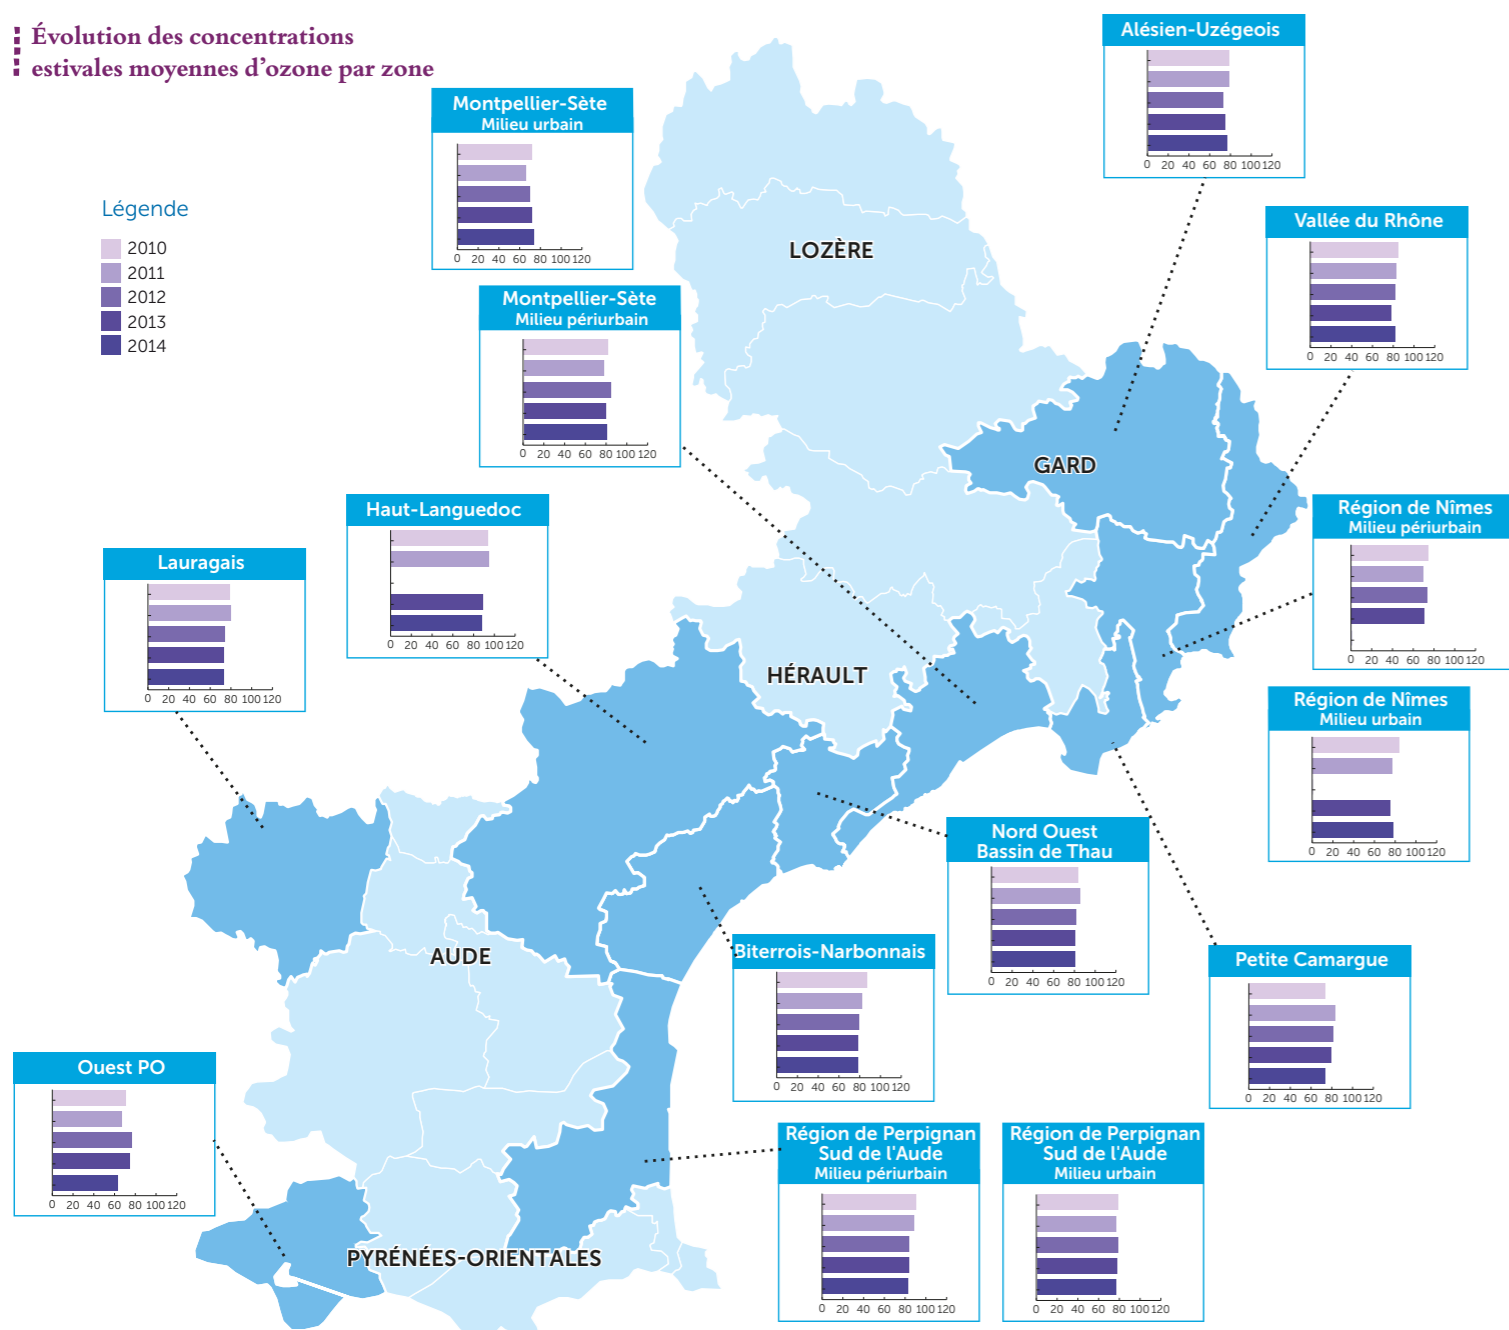 Évolution des concentrations
estivales moyennes d'ozone par zone
Légende
2010
2011
2012
2013
2014
Montpellier-Sète
Milieu urbain
0 20 40 60 80 100 120
Montpellier-Sète
Milieu périurbain
0 20 40 60 80 100 120
Alésien-Uzégeois
0 20 40 60 80 100 120
Vallée du Rhône
0 20 40 60 80 100 120
LOZÈRE
GARD
Haut-Languedoc
0 20 40 60 80 100 120
Lauragais
0 20 40 60 80 100 120
Région de Nîmes
Milieu périurbain
0 20 40 60 80 100 120
HÉRAULT
Région de Nîmes
Milieu urbain
0 20 40 60 80 100 120
Nord Ouest
Bassin de Thau
0 20 40 60 80 100 120
AUDE
Biterrois-Narbonnais
0 20 40 60 80 100 120
Petite Camargue
0 20 40 60 80 100 120
Ouest PO
0 20 40 60 80 100 120
Région de Perpignan
Sud de l'Aude
Milieu périurbain
0 20 40 60 80 100 120
Région de Perpignan
Sud de l'Aude
Milieu urbain
0 20 40 60 80 100 120
PYRÉNÉES-ORIENTALES